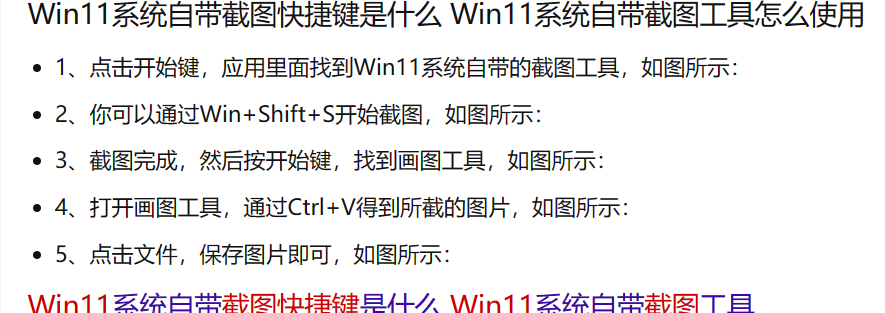 Win11系统自带截图快捷键是什么 Win11系统自带截图工具怎么使用
• 1、点击开始键，应用里面找到Win11系统自带的截图工具，如图所示：
• 2、你可以通过Win+Shift+S开始截图，如图所示：
• 3、截图完成，然后按开始键，找到画图工具，如图所示：
• 4、打开画图工具，通过Ctrl+V得到所截的图片，如图所示：
• 5、点击文件，保存图片即可，如图所示：
Win11系统自带截图快捷键是什么 Win11系统自带截图工具